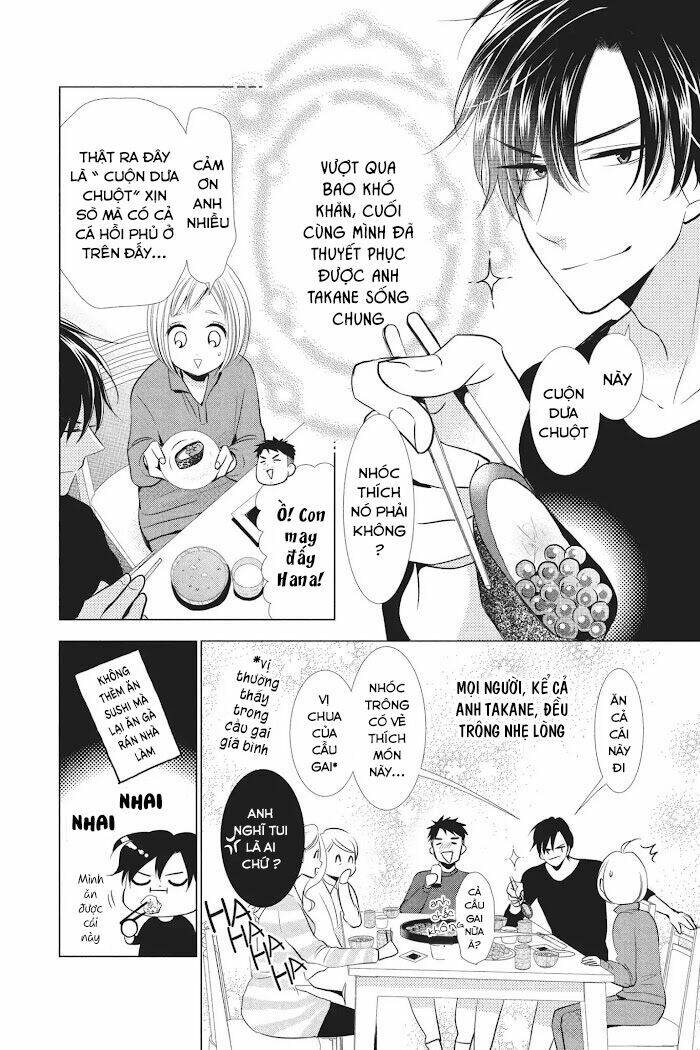 VƯỢT QUA
BAO KHÓ
KHĂN, CUỐI
CÙNG MÌNH ĐÃ
THUYẾT PHỤC
ĐƯỢC ANH
TAKANE SỐNG
CHUNG
CẢM
ƠN
ANH
NHIỀU
THẬT RA ĐÂY
LÀ “ CUỘN DƯA
CHUỘT” XỊN
SÒ MÀ CÓ CẢ
CÁ HỒI PHỦ Ở
TRÊN ĐẤY...
NÀY
CUỘN
DƯA
CHUỘT
NHÓC
THÍCH
NÓ PHẢI
KHÔNG
?
Ồ! Con
may
đấy
Hana!
ĂN
CẢ CÁI
NÀY
ĐI
MỌI NGƯỜI, KỂ CẢ
ANH TAKANE, ĐỀU
TRÔNG NHẸ LÒNG
NHÓC
TRÔNG
CÓ VẺ
THÍCH
MÓN
NÀY...
VỊ
CHUA CỦA
CẦU
GAI*
*vị
thường
thấy
trong
cầu gai
giá bình
ANH
NGHĨ TUI
LÀ AI
CHỨ ?
CẢ
CẦU
GAI
NỮA
Ạ?
anh
chắc
không
HA
HA
HA
HA
KHÔNG
THÈM ĂN
SUSHI MÀ
LẠI ĂN GÀ
RÁN NHÀ
LÀM
NHAI
NHAI
Mình
ăn được
cái
này